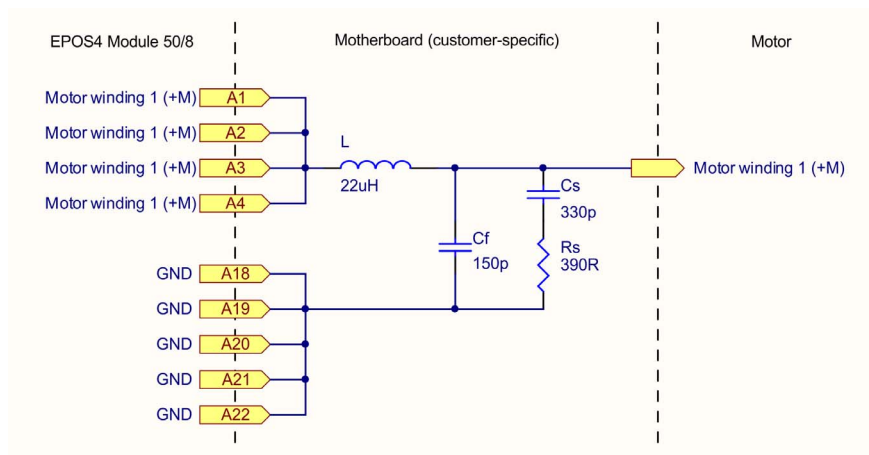 EPOS4 Module 50/8
Motherboard (customer-specific)
Motor
Motor winding 1 (+M) A1
Motor winding 1 (+M) A2
Motor winding 1 (+M) A3
Motor winding 1 (+M) A4
L
22uH
Motor winding 1 (+M)
Cs
330p
Cf
150p
Rs
390R
GND A18
GND A19
GND A20
GND A21
GND A22